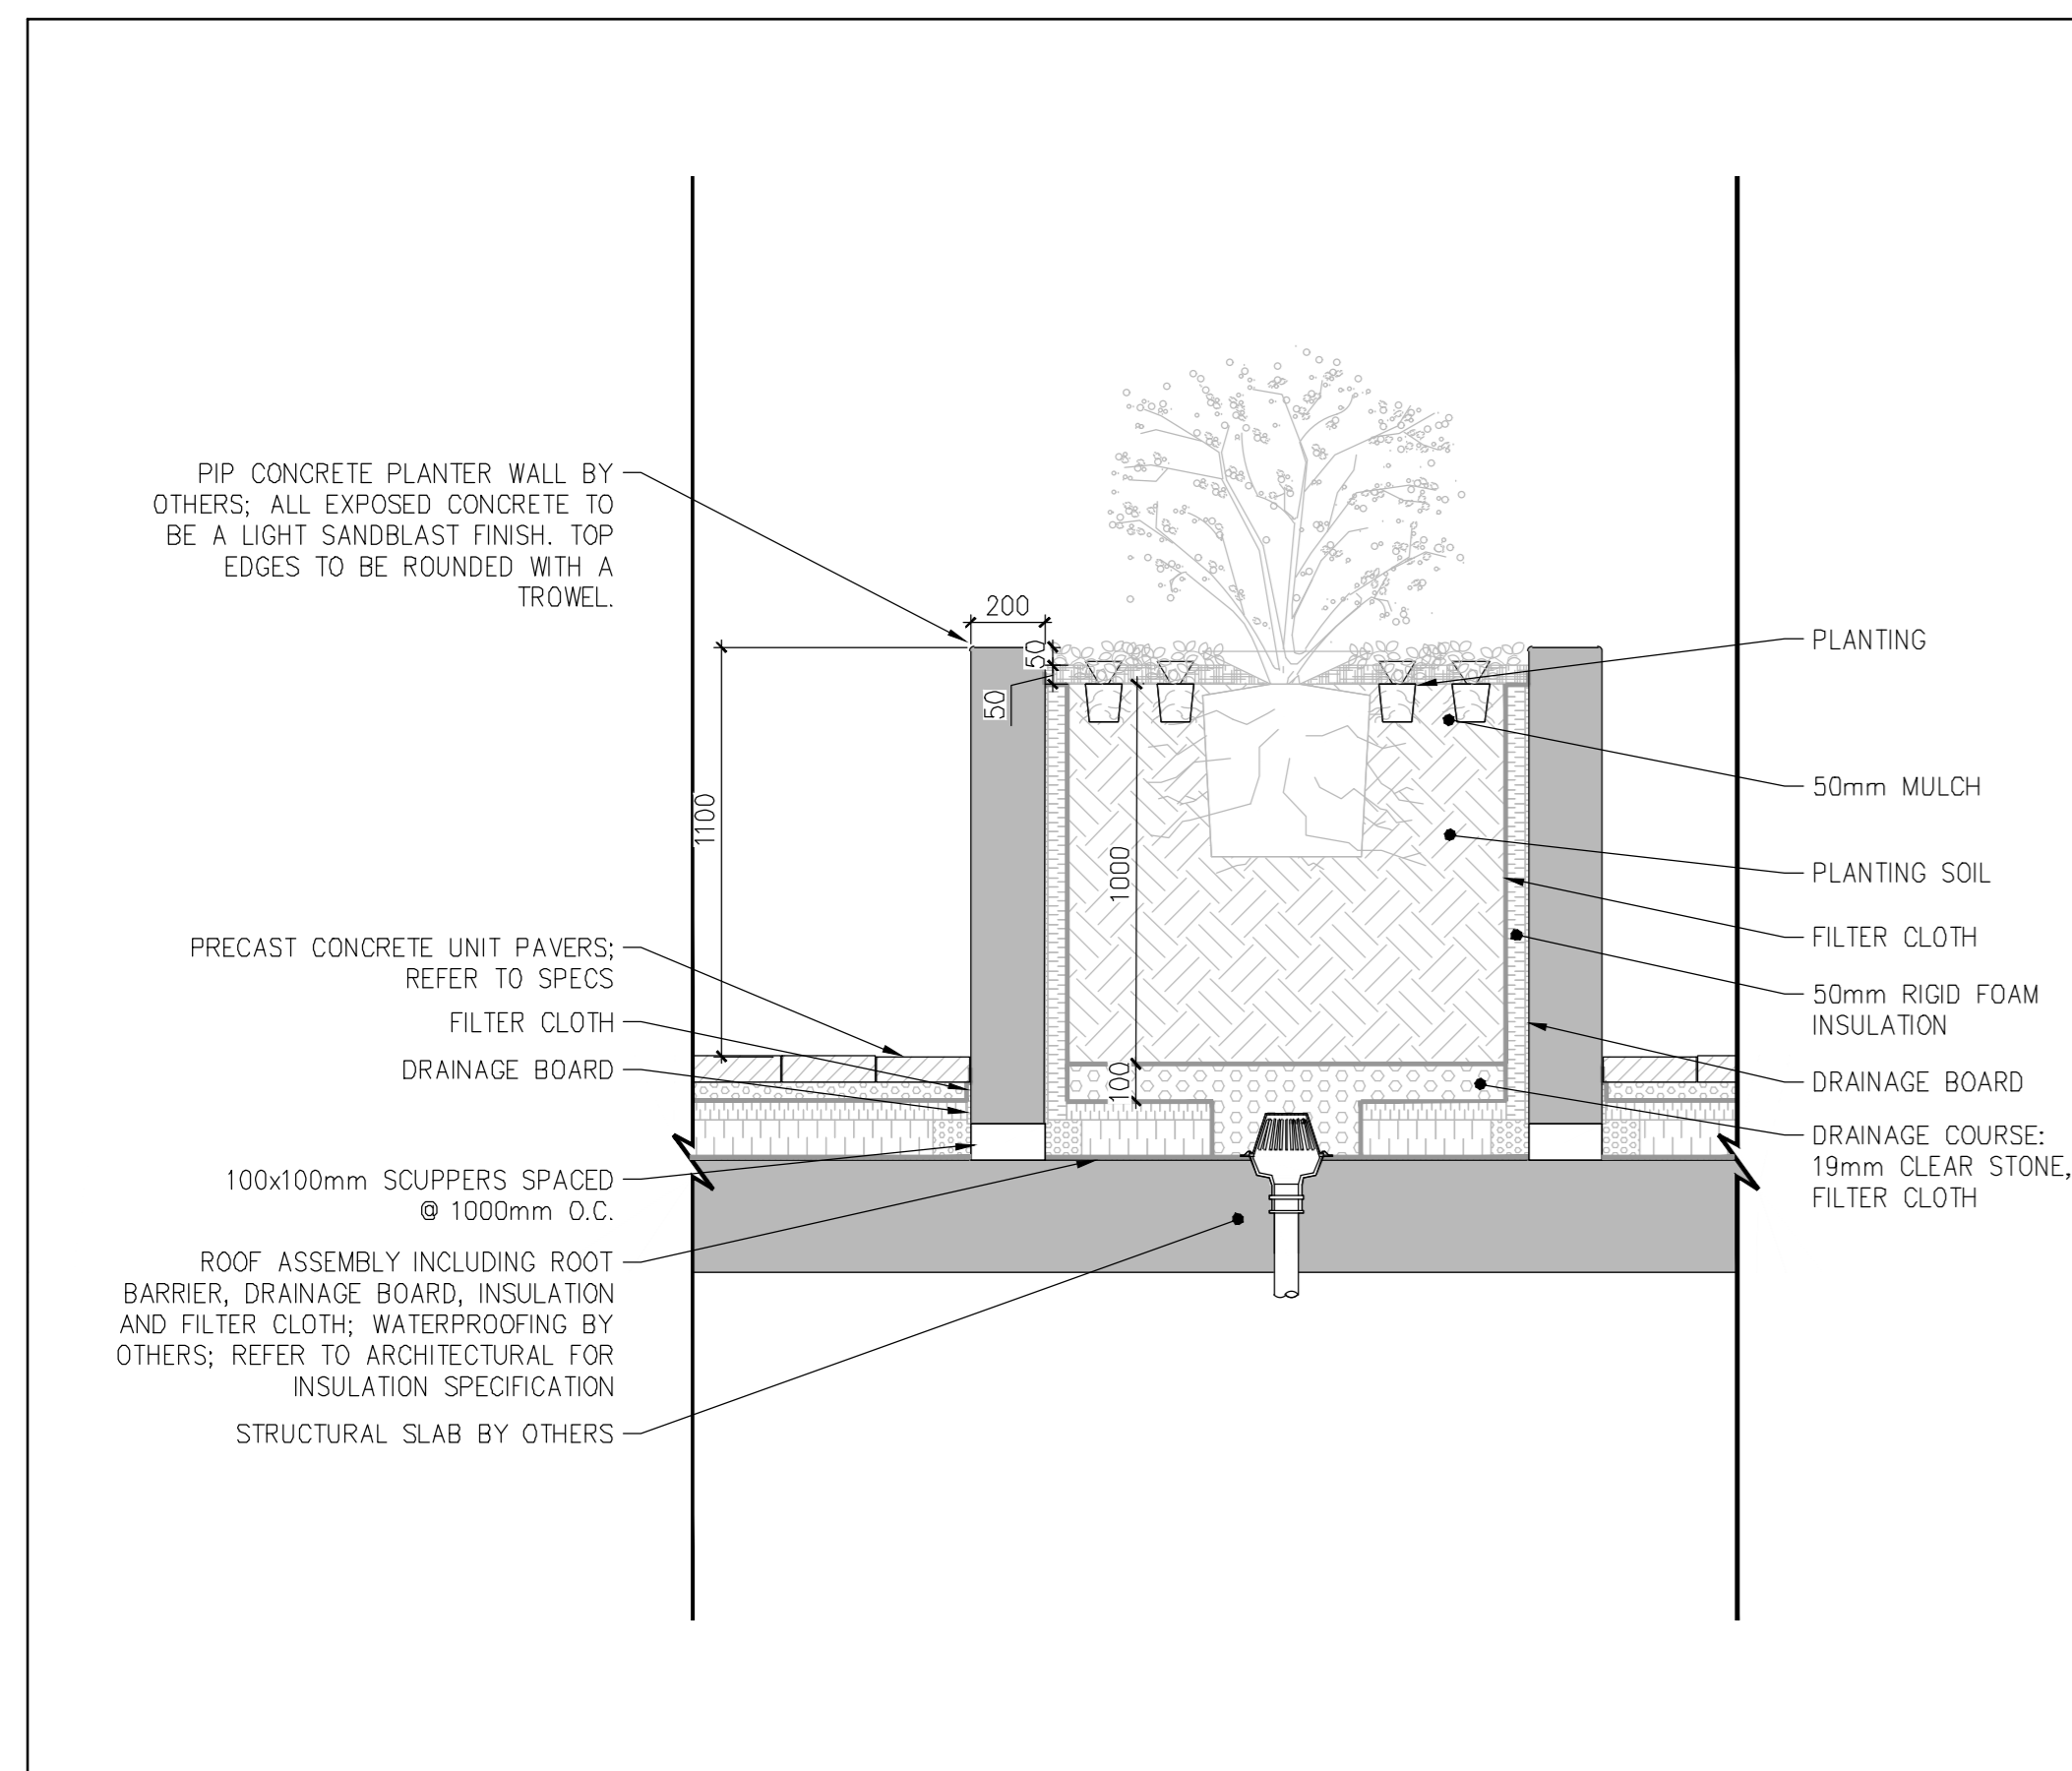 PIP CONCRETE PLANTER WALL BY
OTHERS; ALL EXPOSED CONCRETE TO
BE A LIGHT SANDBLAST FINISH. TOP
EDGES TO BE ROUNDED WITH A
TROWEL.
PRECAST CONCRETE UNIT PAVERS;
REFER TO SPECS
FILTER CLOTH
DRAINAGE BOARD
100x100mm SCUPPERS SPACED
@ 1000mm O.C.
ROOF ASSEMBLY INCLUDING ROOT
BARRIER, DRAINAGE BOARD, INSULATION
AND FILTER CLOTH; WATERPROOFING BY
OTHERS; REFER TO ARCHITECTURAL FOR
INSULATION SPECIFICATION
STRUCTURAL SLAB BY OTHERS
200
50
50
1100
1000
100
PLANTING
50mm MULCH
PLANTING SOIL
FILTER CLOTH
50mm RIGID FOAM
INSULATION
DRAINAGE BOARD
DRAINAGE COURSE:
19mm CLEAR STONE,
FILTER CLOTH